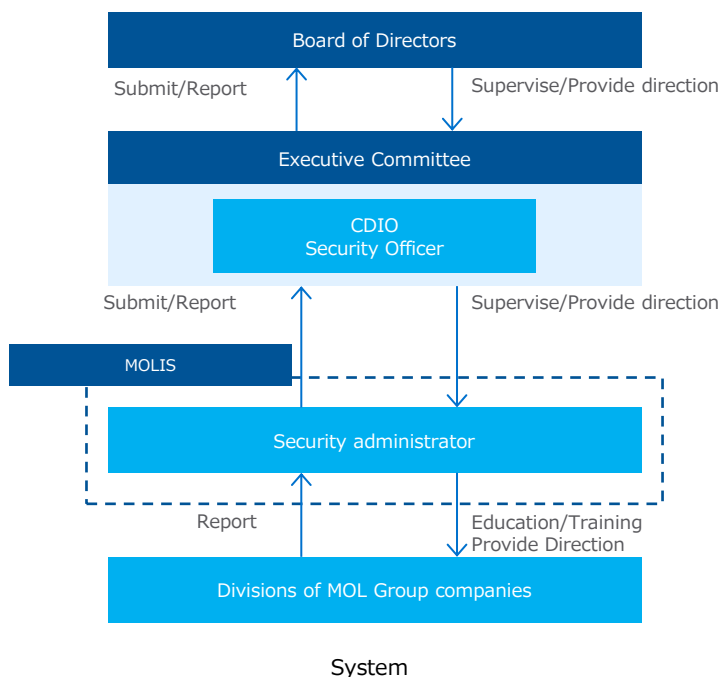 Board of Directors
Submit/Report
Supervise/Provide direction
Executive Committee
CDIO
Security Officer
Submit/Report
Supervise/Provide direction
MOLIS
Security administrator
Report
Education/Training
Provide Direction
Divisions of MOL Group companies
System